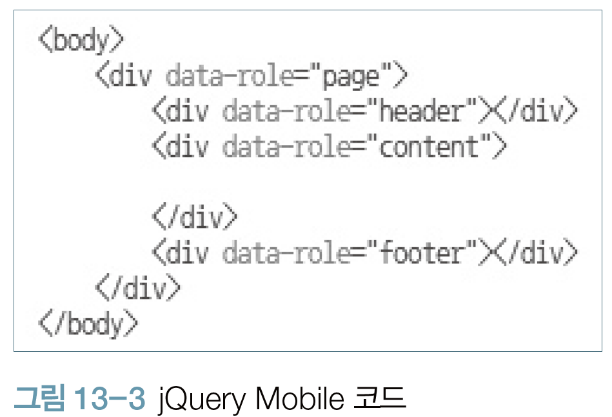 <body>
<div data-role="page">
<div data-role="header"></div>
<div data-role="content">
</div>
<div data-role="footer"></div>
</div>
</body>
그림 13-3 jQuery Mobile 코드